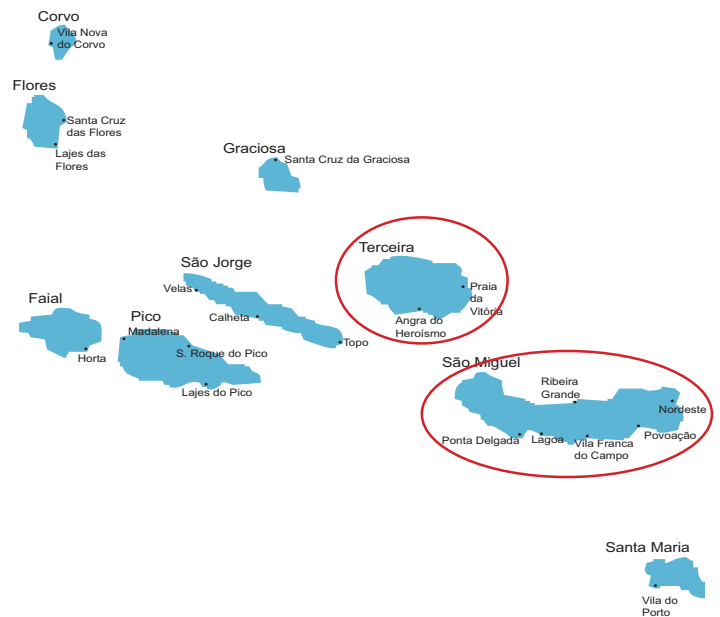 Corvo
Vila Nova
do Corvo
Flores
Santa Cruz
das Flores
Lajes das
Flores
Graciosa
Santa Cruz da Graciosa
Terceira
Praia
da
Vitória
Angra do
Heroísmo
São Jorge
Velas
Calheta
Topo
Faial
Horta
Pico
Madalena
S. Roque do Pico
Lajes do Pico
São Miguel
Ribeira
Grande
Nordeste
Ponta Delgada
Lagoa
Vila Franca
do Campo
Povoação
Santa Maria
Vila do
Porto